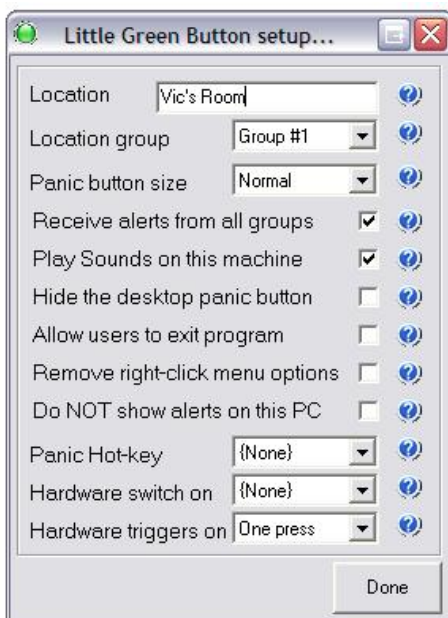 Little Green Button setup...
Location Vic's Room
Location group Group #1
Panic button size Normal
Receive alerts from all groups
Play Sounds on this machine
Hide the desktop panic button
Allow users to exit program
Remove right-click menu options
Do NOT show alerts on this PC
Panic Hot-key {None}
Hardware switch on {None}
Hardware triggers on One press
Done